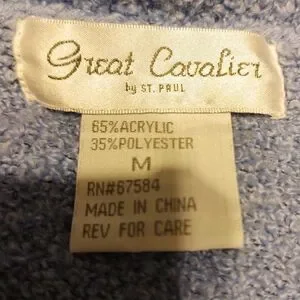 Great Cavalier
by ST. PAUL
65% ACRYLIC
35% POLYESTER
M
RN#67584
MADE IN CHINA
REV FOR CARE